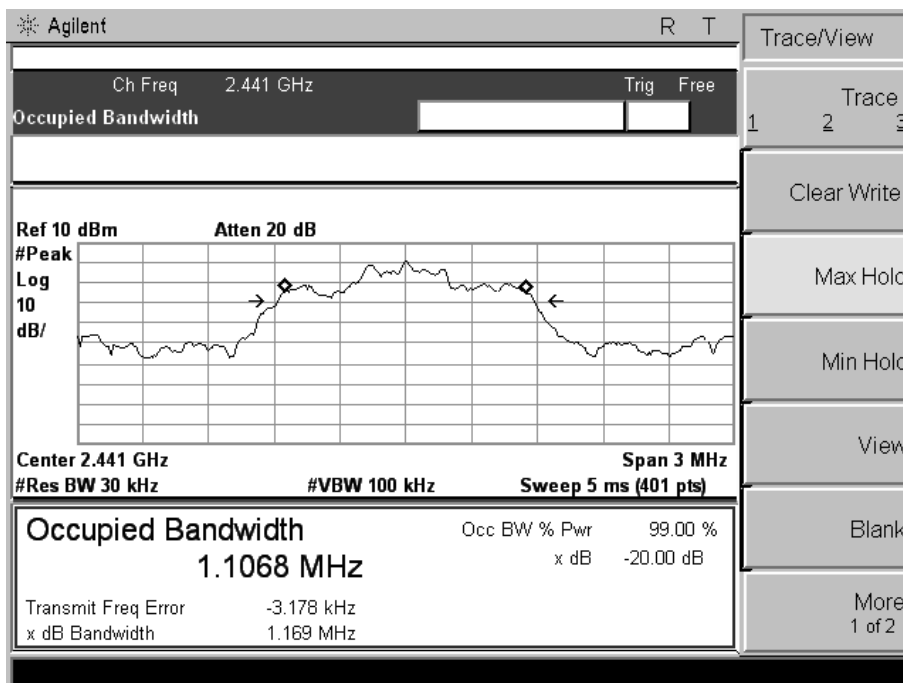 Agilent R T
Trace/View
Ch Freq 2.441 GHz Trig Free
Occupied Bandwidth
Trace
1 2 3
Clear Write
Max Hold
Min Hold
View
Blank
More
1 of 2
Ref 10 dBm Atten 20 dB
#Peak
Log
10
dB/
Center 2.441 GHz Span 3 MHz
#Res BW 30 kHz #VBW 100 kHz Sweep 5 ms (401 pts)
Occupied Bandwidth
1.1068 MHz
Occ BW % Pwr 99.00 %
x dB -20.00 dB
Transmit Freq Error -3.178 kHz
x dB Bandwidth 1.169 MHz